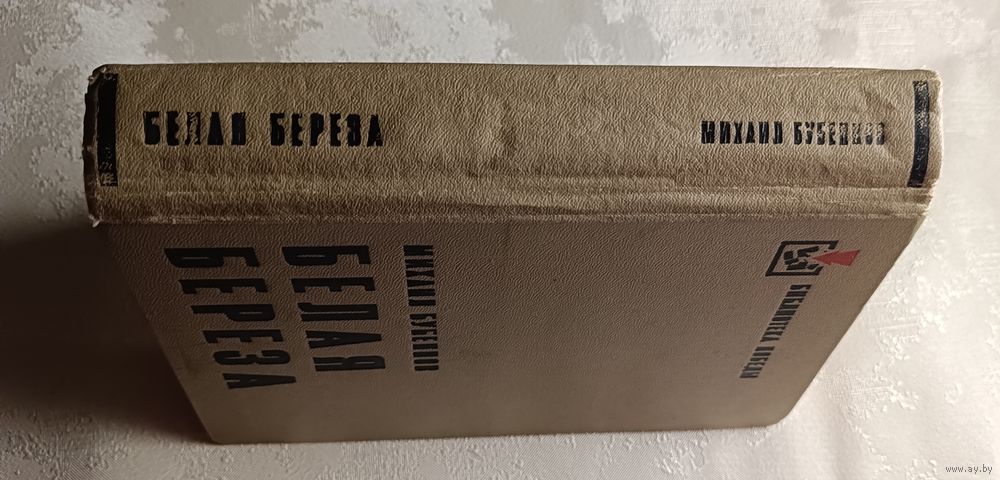 БЕЛАЯ БЕРЕЗА
МИХАИЛ БУБЕННОВ
МИХАИЛ БУБЕННОВ
БЕЛАЯ
БЕРЕЗА
БИБЛИОТЕКА ПОБЕДЫ
www.ay.by